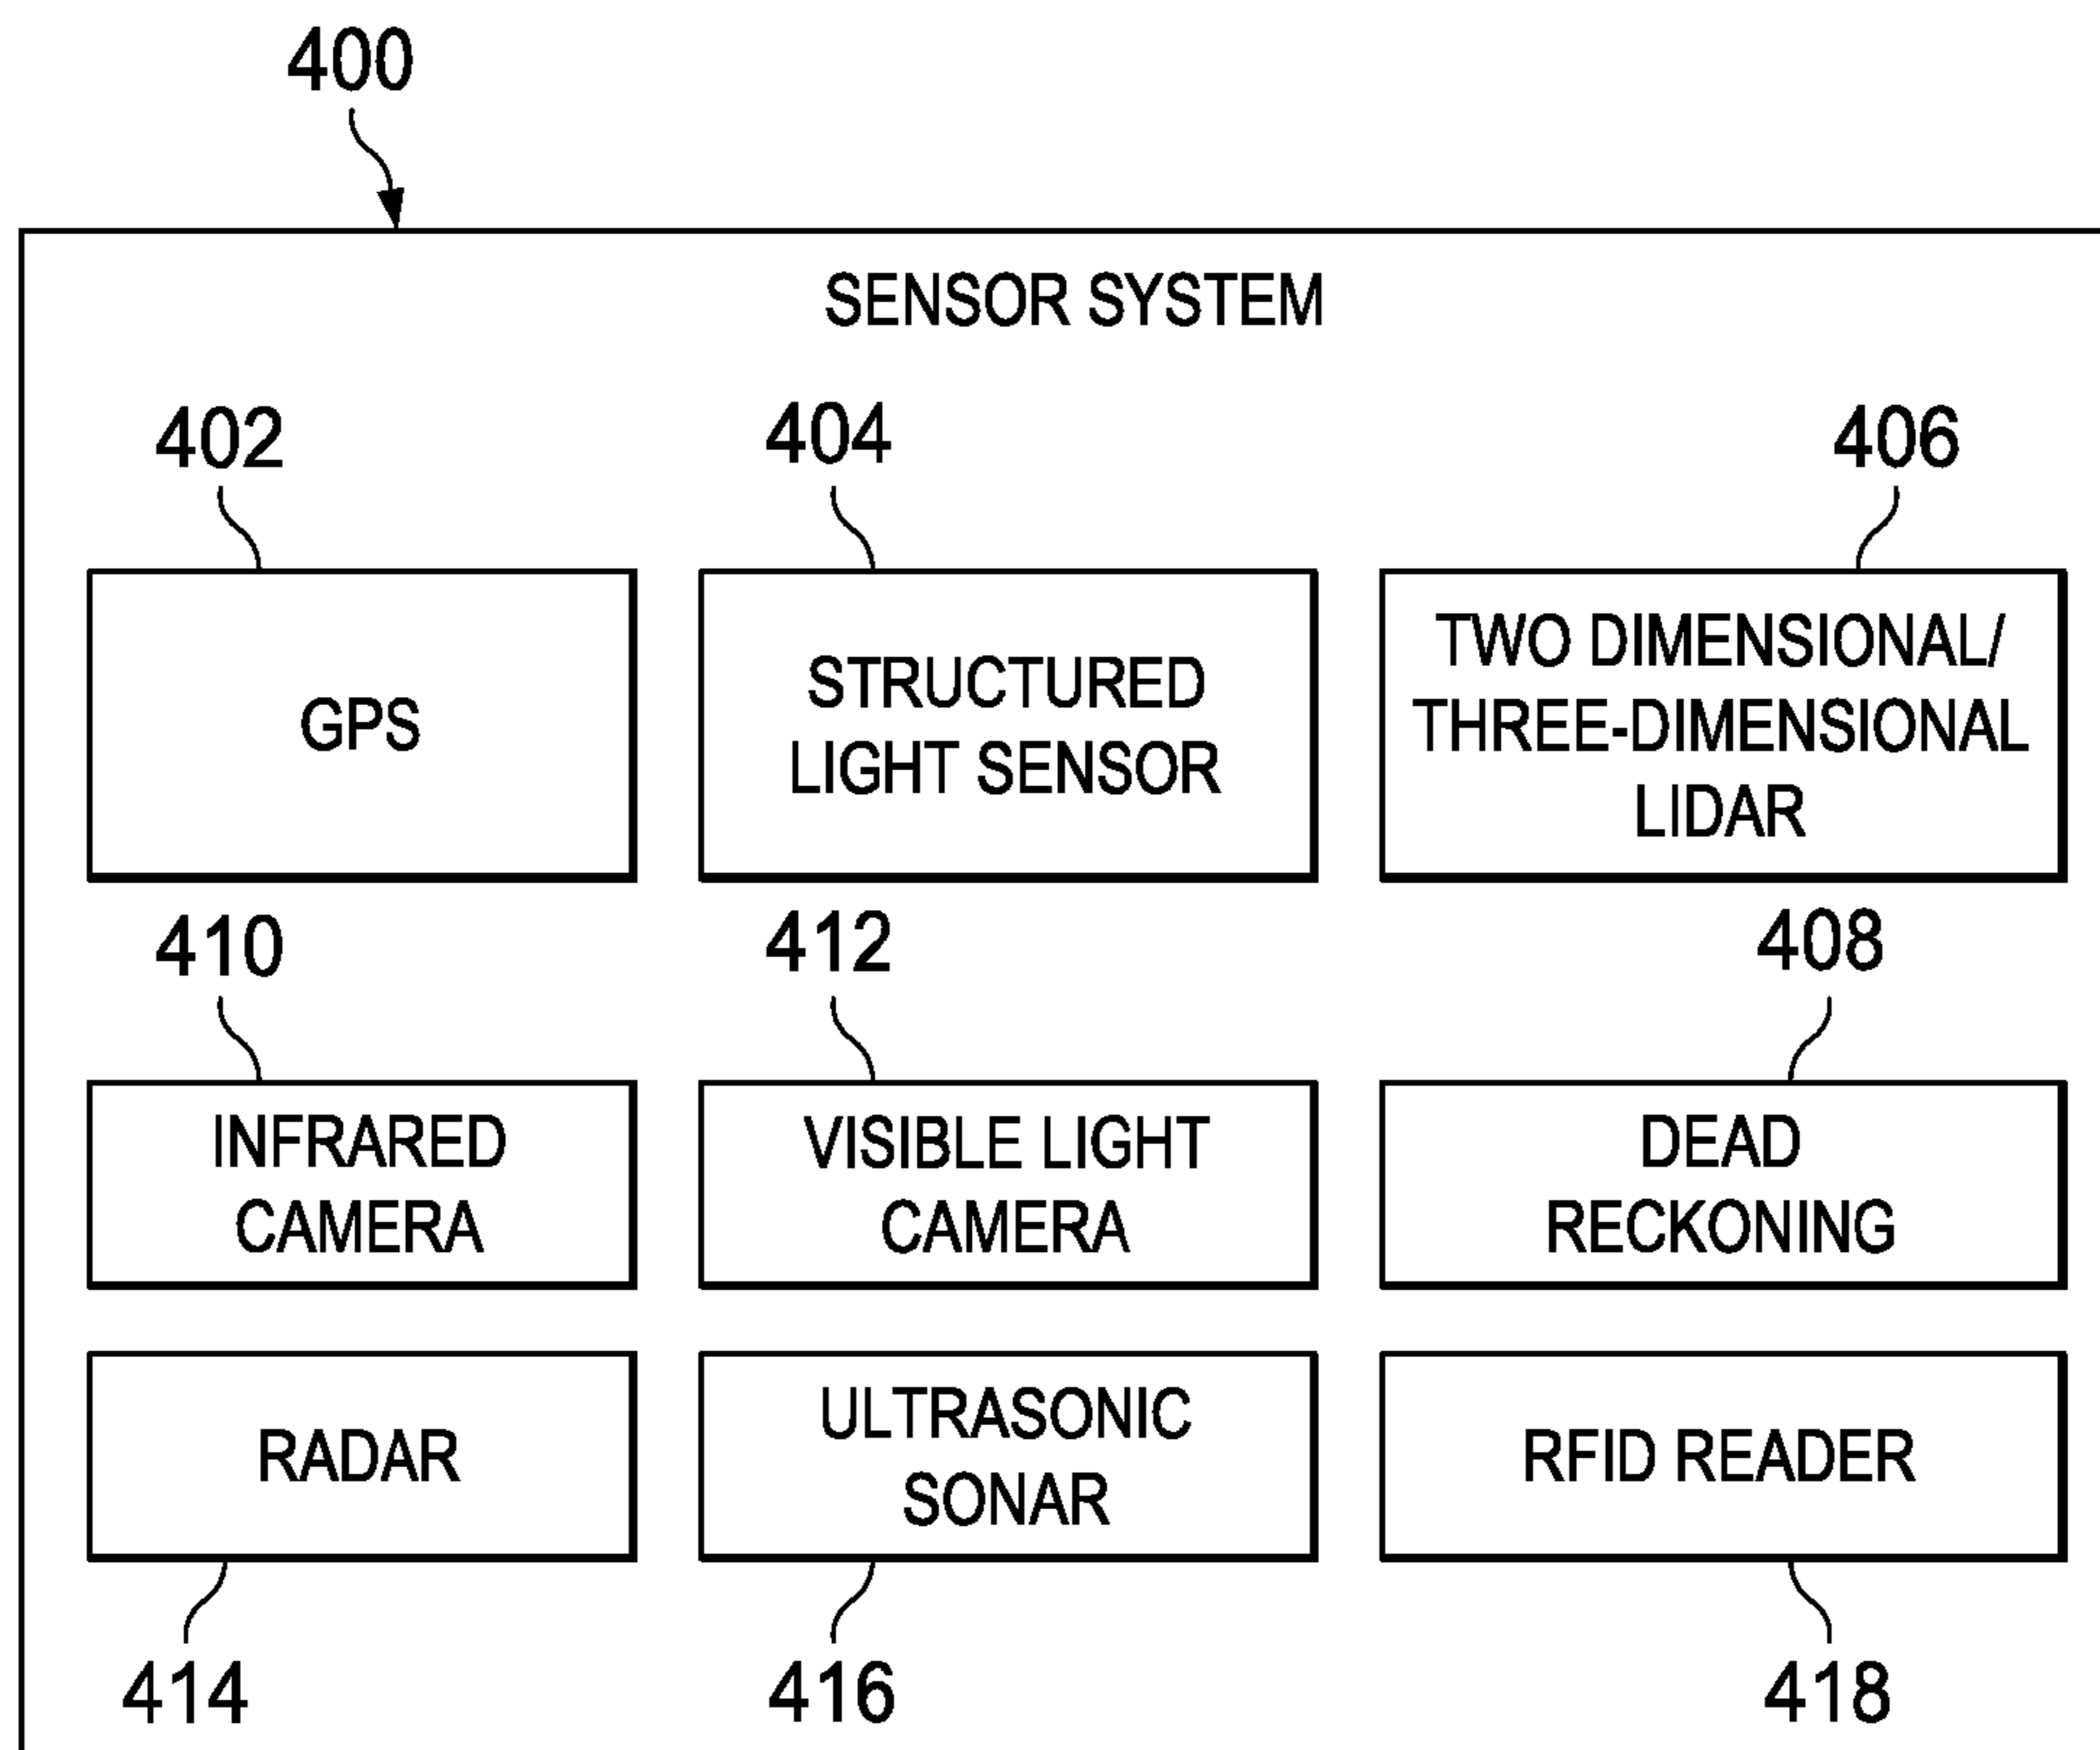 400
SENSOR SYSTEM
402
404
406
GPS
STRUCTURED
LIGHT SENSOR
TWO DIMENSIONAL/
THREE-DIMENSIONAL
LIDAR
410
412
408
INFRARED
CAMERA
VISIBLE LIGHT
CAMERA
DEAD
RECKONING
RADAR
ULTRASONIC
SONAR
RFID READER
414
416
418